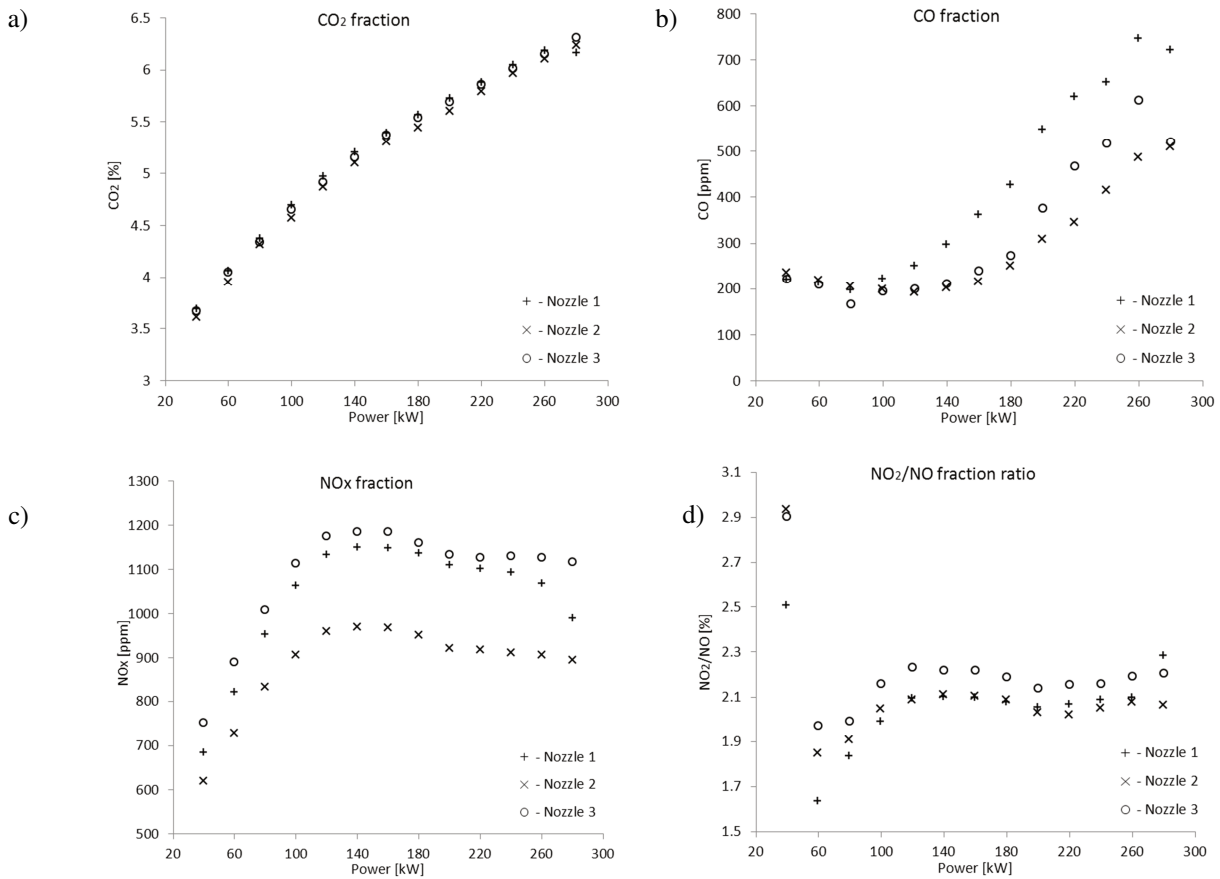 a)
CO₂ fraction
6.5
6
5.5
5
4.5
4
3.5
3
CO₂ [%]
20 60 100 140 180 220 260 300
Power [kW]
+ - Nozzle 1
× - Nozzle 2
○ - Nozzle 3
b)
CO fraction
800
700
600
500
400
300
200
100
0
CO [ppm]
20 60 100 140 180 220 260 300
Power [kW]
+ - Nozzle 1
× - Nozzle 2
○ - Nozzle 3
c)
NOx fraction
1300
1200
1100
1000
900
800
700
600
500
NOx [ppm]
20 60 100 140 180 220 260 300
Power [kW]
+ - Nozzle 1
× - Nozzle 2
○ - Nozzle 3
d)
NO₂/NO fraction ratio
3.1
2.9
2.7
2.5
2.3
2.1
1.9
1.7
1.5
NO₂/NO [%]
20 60 100 140 180 220 260 300
Power [kW]
+ - Nozzle 1
× - Nozzle 2
○ - Nozzle 3